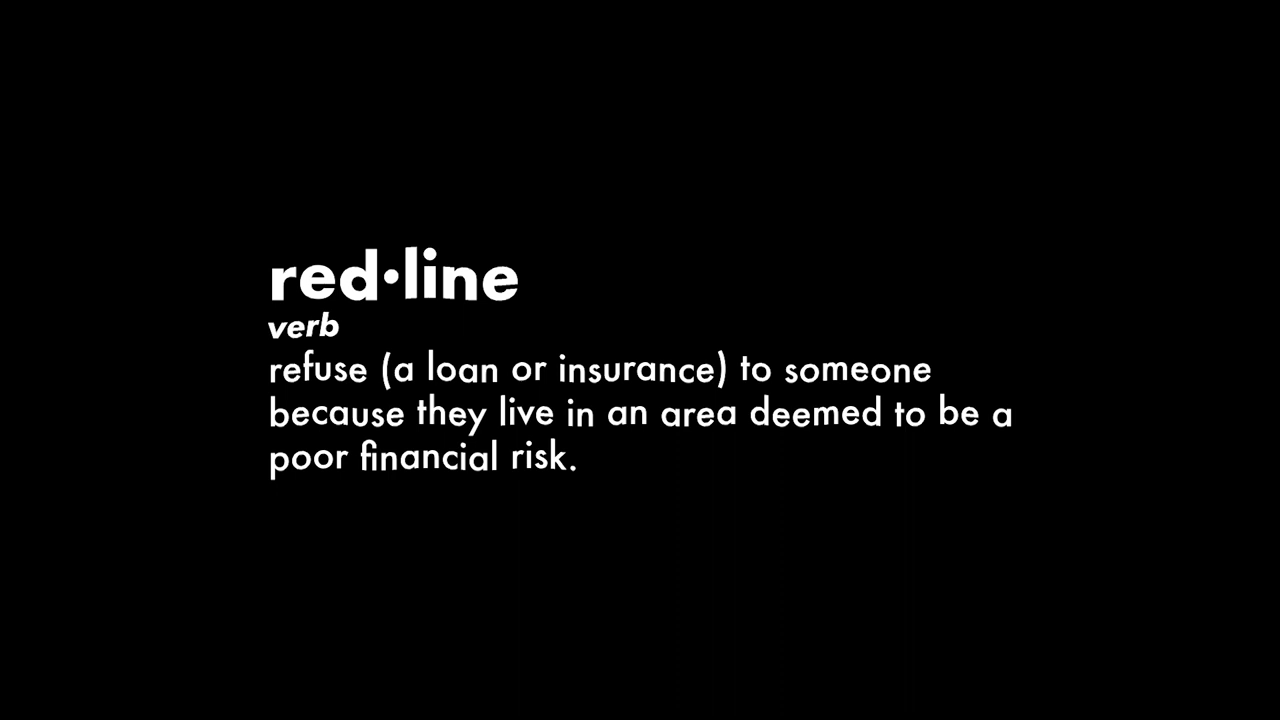 red•line
verb
refuse (a loan or insurance) to someone
because they live in an area deemed to be a
poor financial risk.